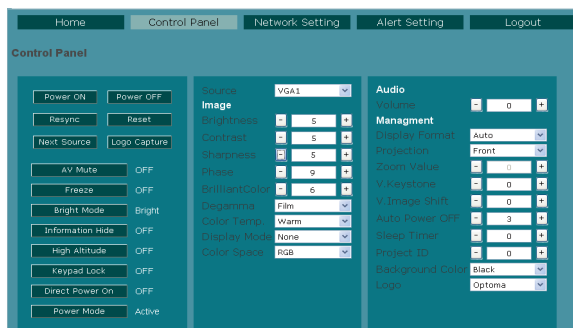 Home Control Panel Network Setting Alert Setting Logout
Control Panel
Power ON Power OFF
Resync Reset
Next Source Logo Capture
AV Mute OFF
Freeze OFF
Bright Mode Bright
Information Hide OFF
High Altitude OFF
Keypad Lock OFF
Direct Power On OFF
Power Mode Active
Source VGA1
Image
Brightness - 5 +
Contrast - 5 +
Sharpness - 5 +
Phase - 9 +
BrilliantColor - 6 +
Degamma Film
Color Temp. Warm
Display Mode None
Color Space RGB
Audio
Volume - 0 +
Managment
Display Format Auto
Projection Front
Zoom Value - 0 +
V.Keystone - 0 +
V.Image Shift - 0 +
Auto Power OFF - 3 +
Sleep Timer - 0 +
Project ID - 0 +
Background Color Black
Logo Optoma